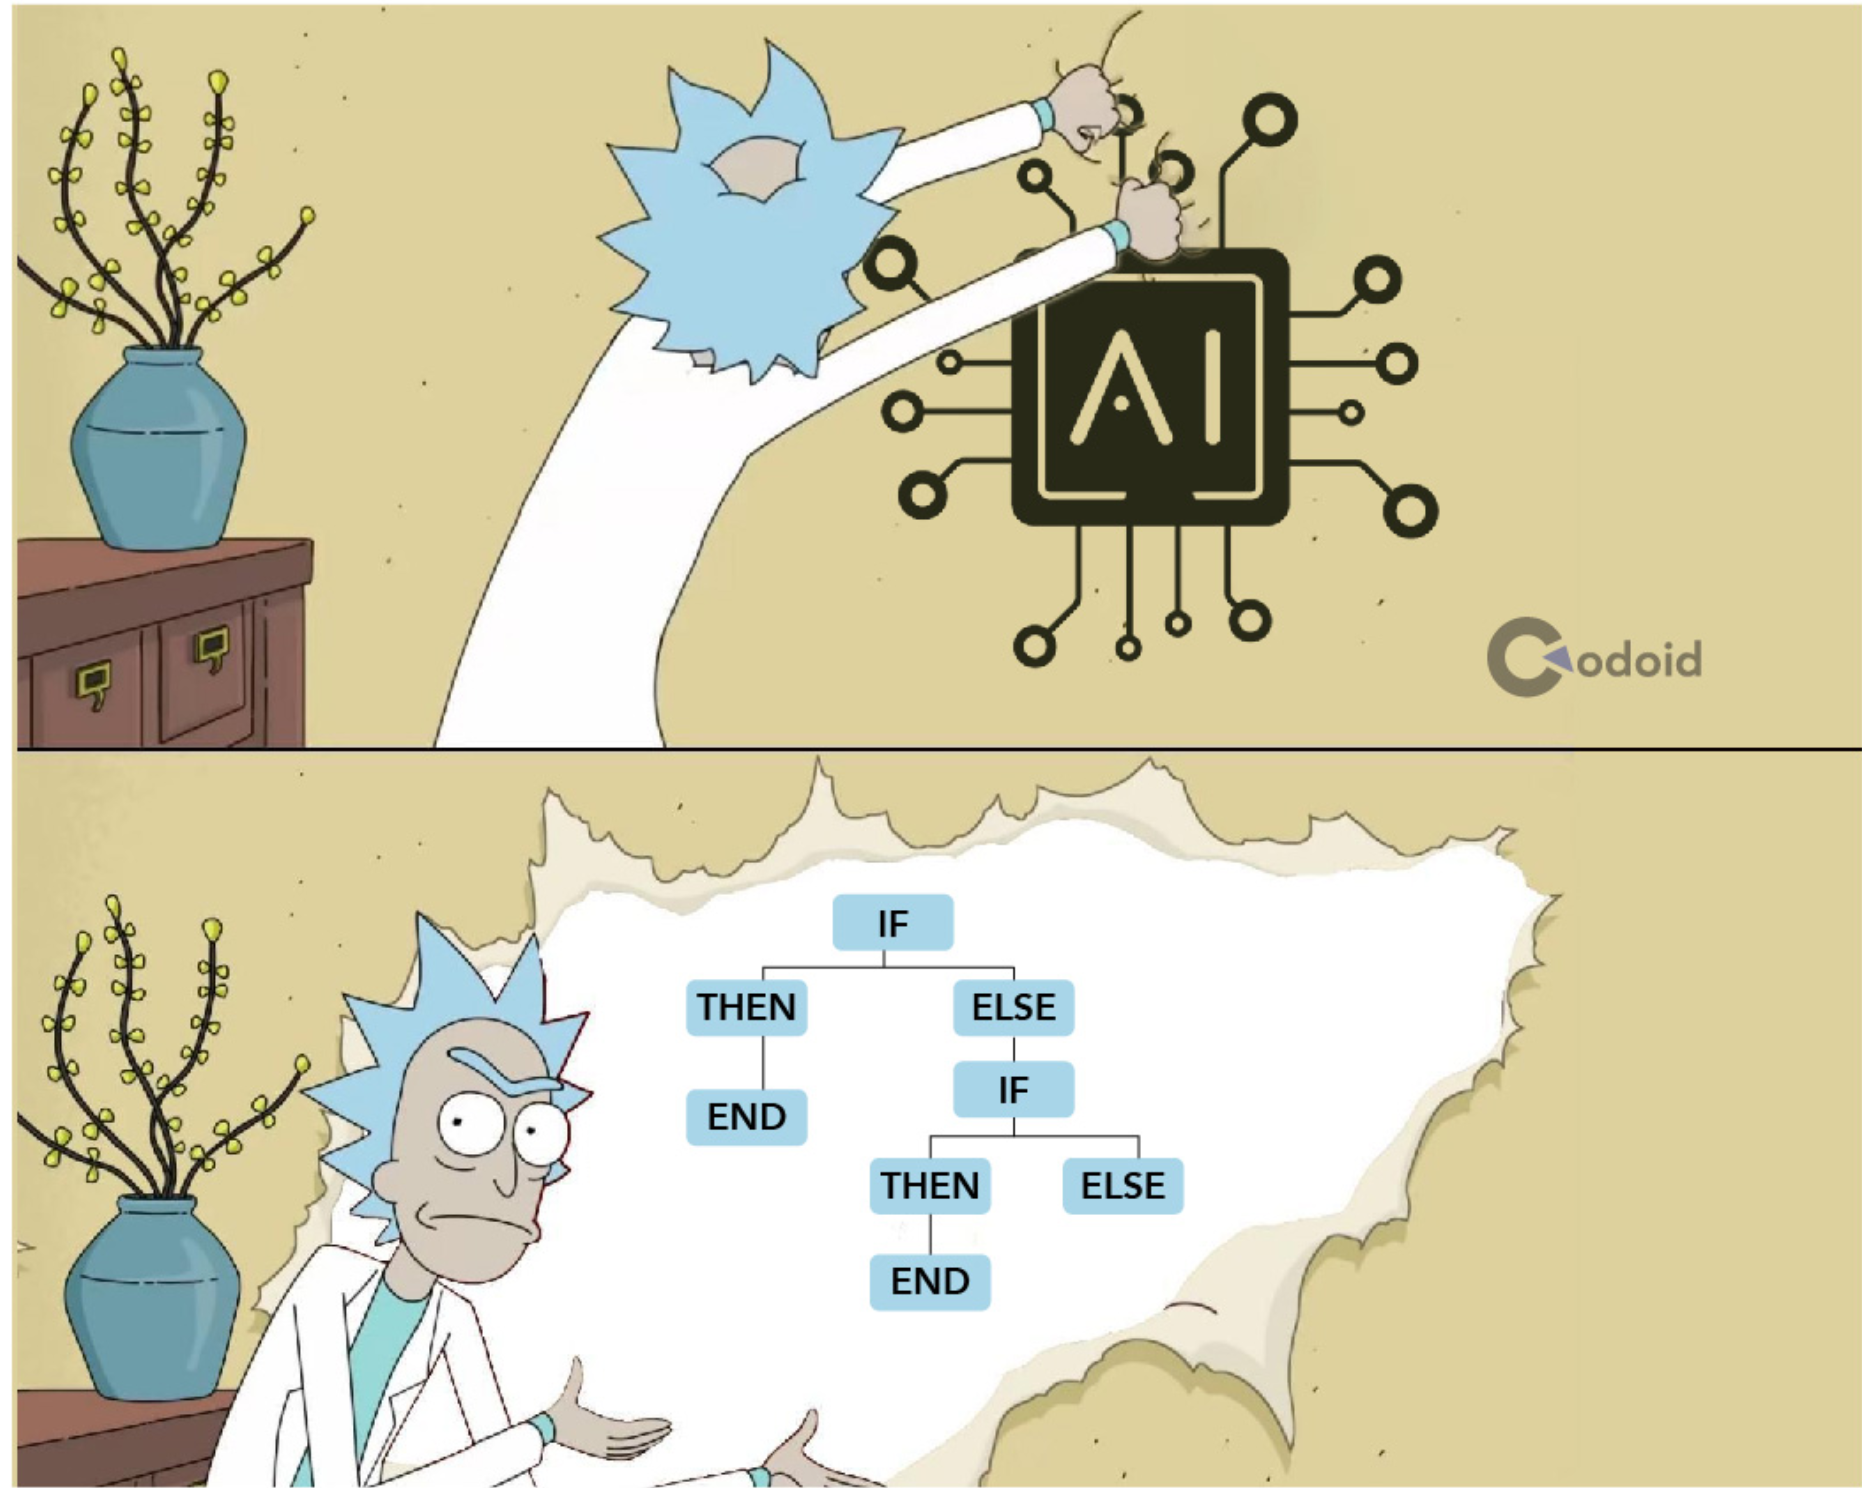 AI
Codoid
IF
THEN ELSE
IF
END
THEN ELSE
END